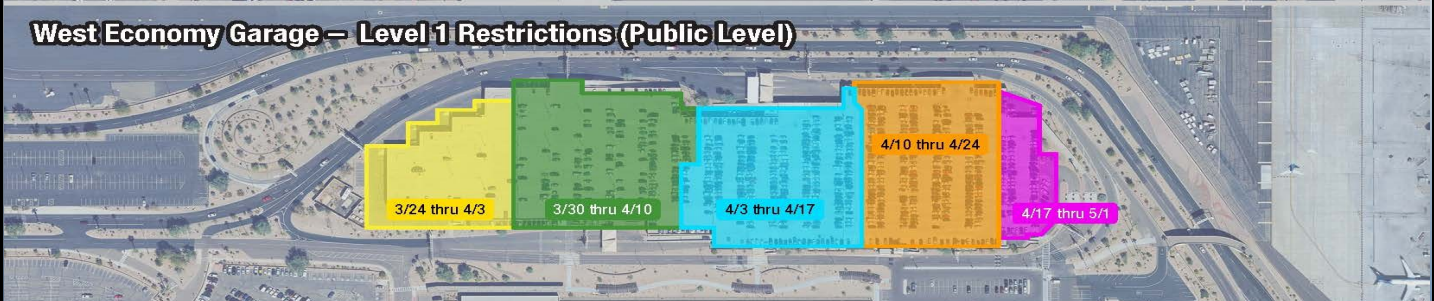 West Economy Garage – Level 1 Restrictions (Public Level)
4/10 thru 4/24
3/24 thru 4/3
3/30 thru 4/10
4/3 thru 4/17
4/17 thru 5/1